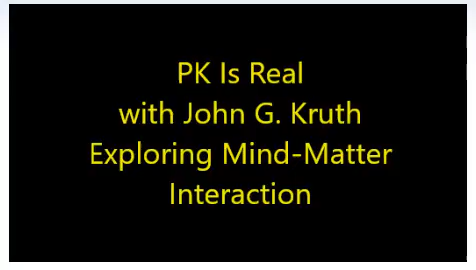 PK Is Real
with John G. Kruth
Exploring Mind-Matter
Interaction